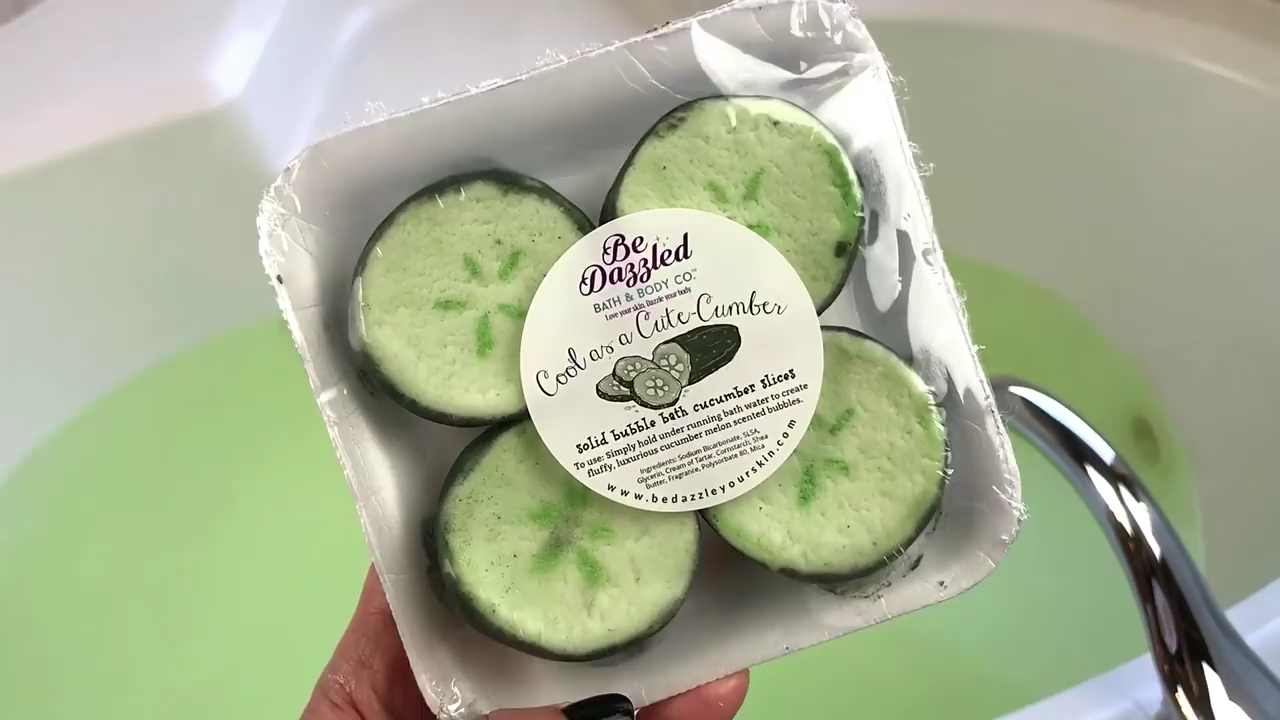 Be
Dazzled
BATH & BODY CO.™
Love your skin. Dazzle your body.
Cool as a Cute-Cumber
solid bubble bath cucumber slices
To use: Simply hold under running bath water to create
fluffy, luxurious cucumber melon scented bubbles.
Ingredients: Sodium Bicarbonate, SLSA,
Glycerin, Cream of Tartar, Cornstarch, Shea
Butter, Fragrance, Polysorbate 80, Mica
www.bedazzleyourskin.com